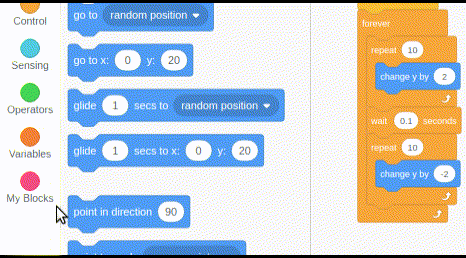 Control
Sensing
Operators
Variables
My Blocks
go to random position
go to x: 0 y: 20
glide 1 secs to random position
glide 1 secs to x: 0 y: 20
point in direction 90
forever
repeat 10
change y by 2
wait 0.1 seconds
repeat 10
change y by -2